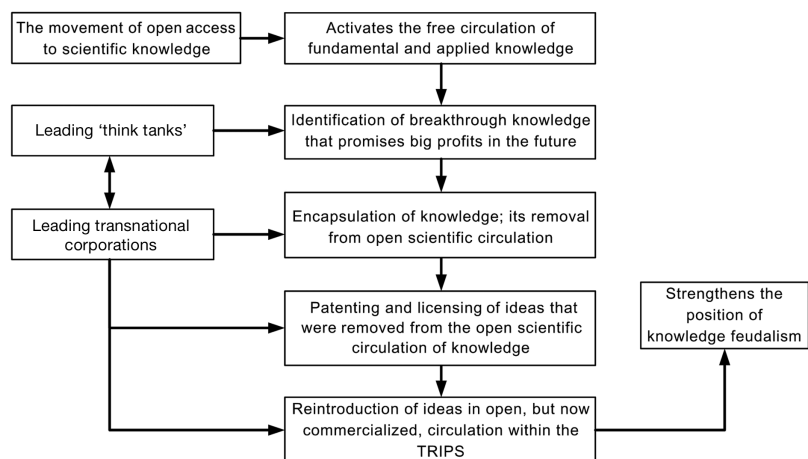 The movement of open access
to scientific knowledge
Activates the free circulation of
fundamental and applied knowledge
Leading ‘think tanks’
Identification of breakthrough knowledge
that promises big profits in the future
Leading transnational
corporations
Encapsulation of knowledge; its removal
from open scientific circulation
Patenting and licensing of ideas that
were removed from the open scientific
circulation of knowledge
Strengthens the
position of
knowledge feudalism
Reintroduction of ideas in open, but now
commercialized, circulation within the
TRIPS